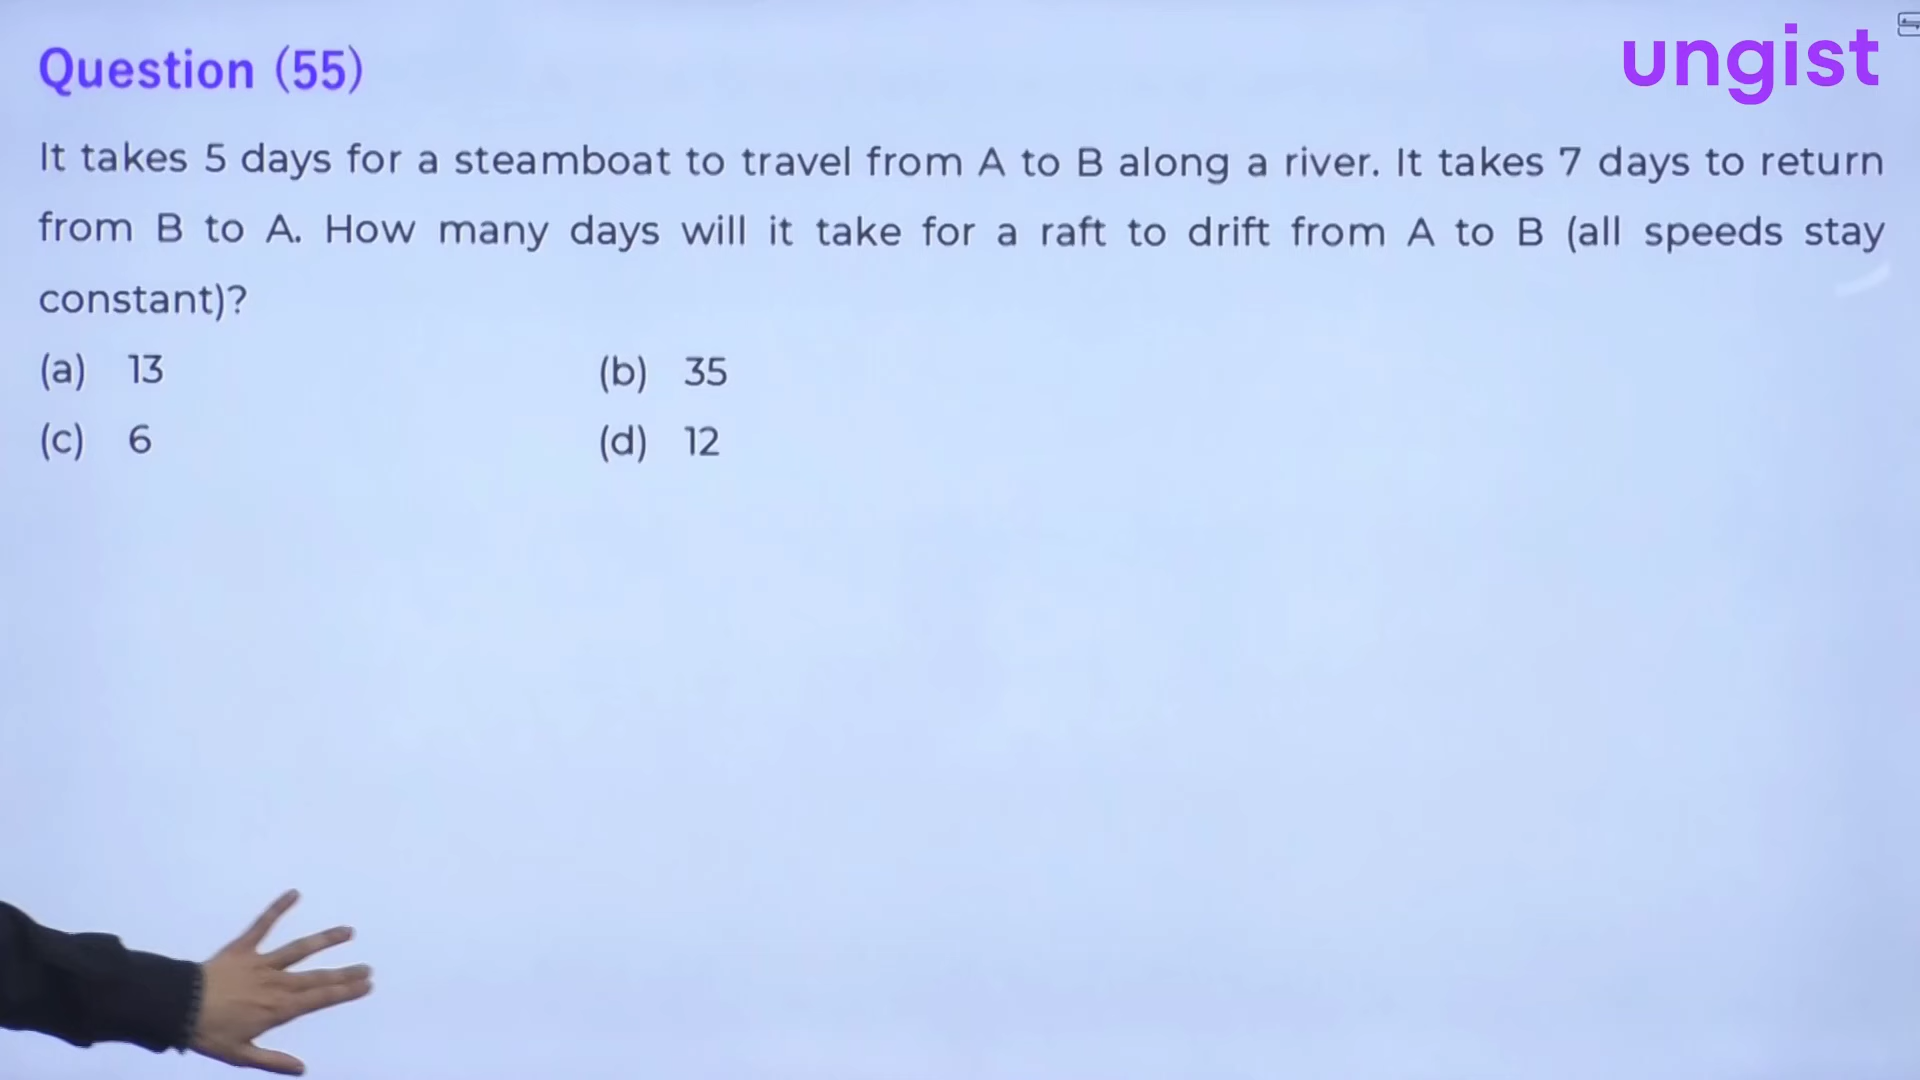 Question (55)
ungist
It takes 5 days for a steamboat to travel from A to B along a river. It takes 7 days to return
from B to A. How many days will it take for a raft to drift from A to B (all speeds stay
constant)?
(a) 13 (b) 35
(c) 6 (d) 12